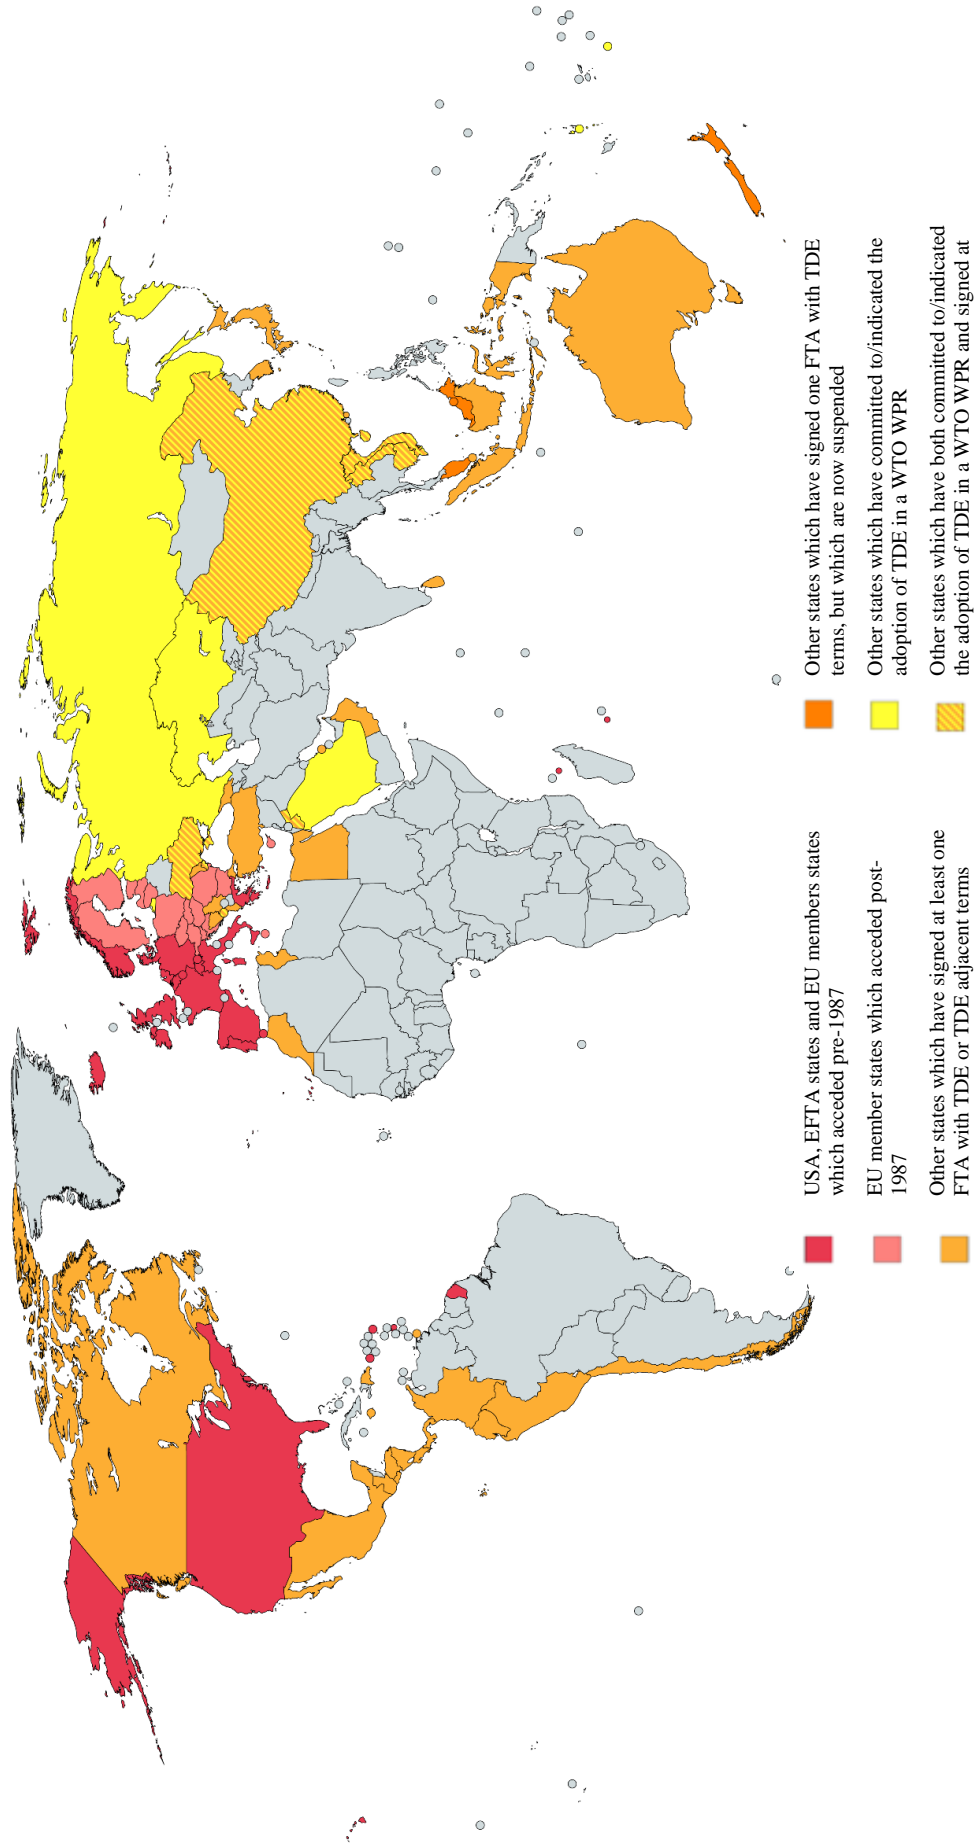 USA, EFTA states and EU members states
which acceded pre-1987
EU member states which acceded post-
1987
Other states which have signed at least one
FTA with TDE or TDE adjacent terms
Other states which have signed one FTA with TDE
terms, but which are now suspended
Other states which have committed to/indicated the
adoption of TDE in a WTO WPR
Other states which have both committed to/indicated
the adoption of TDE in a WTO WPR and signed at